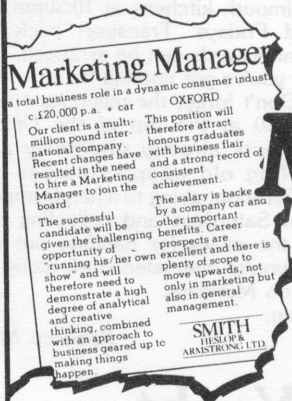 Marketing Manager
a total business role in a dynamic consumer indust
c.£20,000 p.a. + car
OXFORD
Our client is a multi-
million pound inter-
national company.
Recent changes have
resulted in the need
to hire a Marketing
Manager to join the
board.
The successful
candidate will be
given the challenging
opportunity of
"running his/her own
show" and will
therefore need to
demonstrate a high
degree of analytical
and creative
thinking, combined
with an approach to
business geared up to
making things
happen.
This position will
therefore attract
honours graduates
with business flair
and a strong record of
consistent
achievement.
The salary is backe
by a company car and
other important
benefits. Career
prospects are
excellent and there is
plenty of scope to
move upwards, not
only in marketing but
also in general
management.
SMITH
HESLOP &
ARMSTRONG LTD.